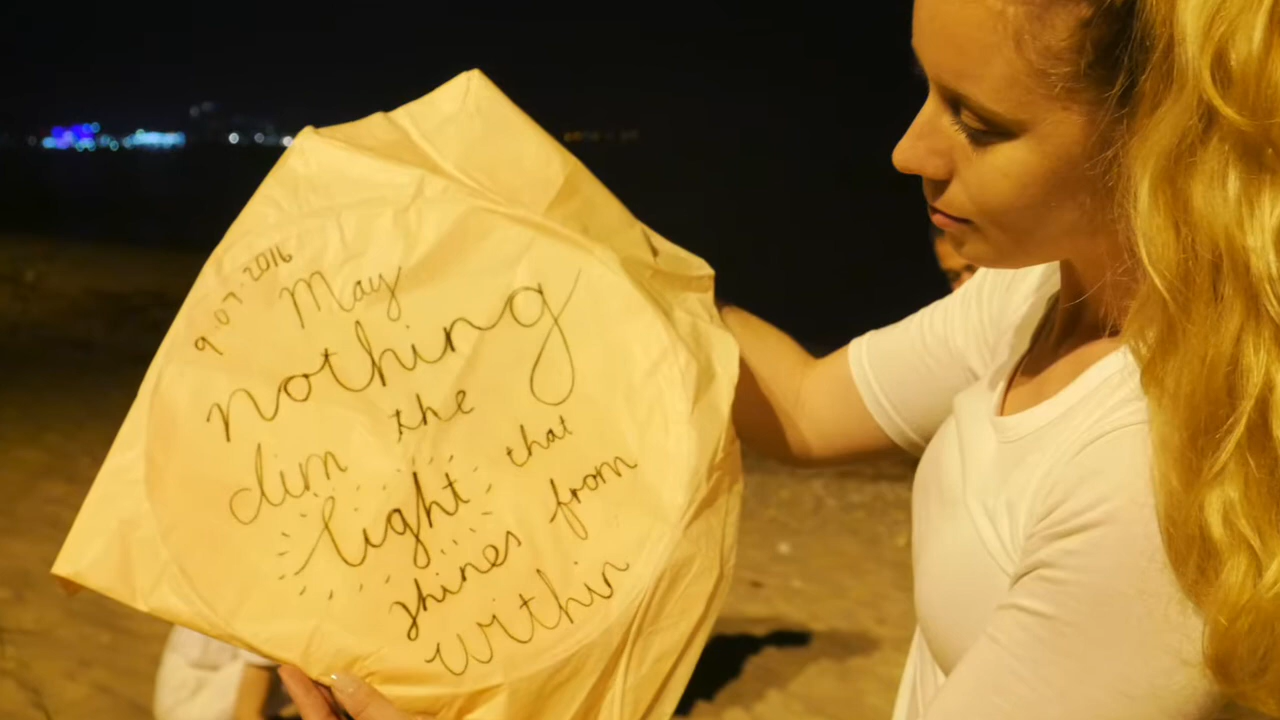 9.07.2016
May
nothing
the
dim
light that
shines from
within